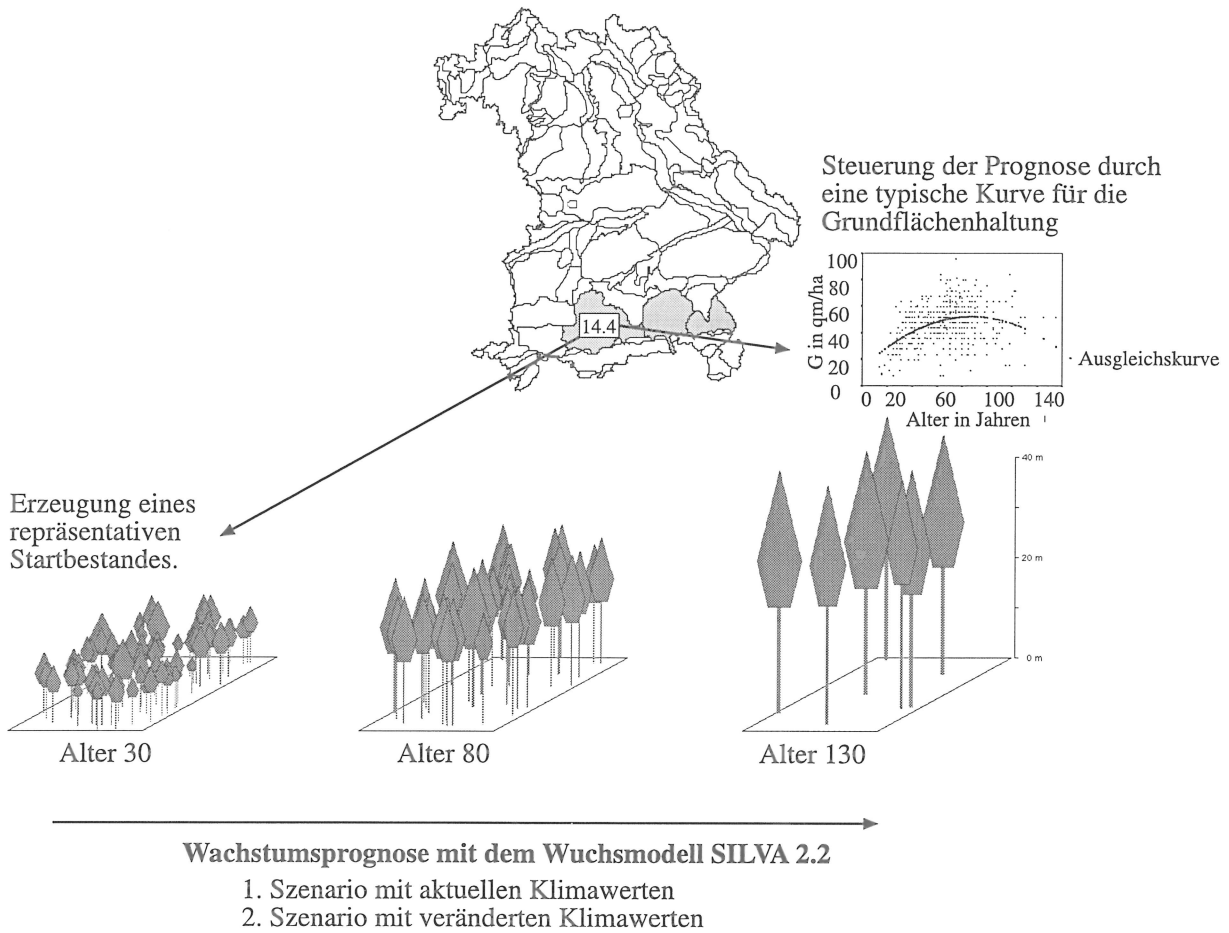 Steuerung der Prognose durch
eine typische Kurve für die
Grundflächenhaltung
14.4
G in qm/ha
100
80
60
40
20
0
0 20 60 100 140
Alter in Jahren
Ausgleichskurve
Erzeugung eines
repräsentativen
Startbestandes.
40 m
20 m
0 m
Alter 30
Alter 80
Alter 130
Wachstumsprognose mit dem Wuchsmodell SILVA 2.2
1. Szenario mit aktuellen Klimawerten
2. Szenario mit veränderten Klimawerten